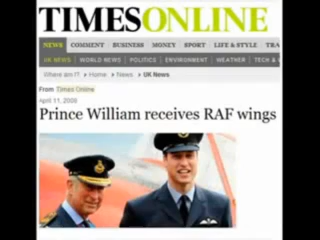 TIMESONLINE
NEWS COMMENT BUSINESS MONEY SPORT LIFE & STYLE TRA
UK NEWS WORLD NEWS POLITICS ENVIRONMENT WEATHER TECH &
Where am I? Home News UK News
From Times Online
April 11, 2008
Prince William receives RAF wings